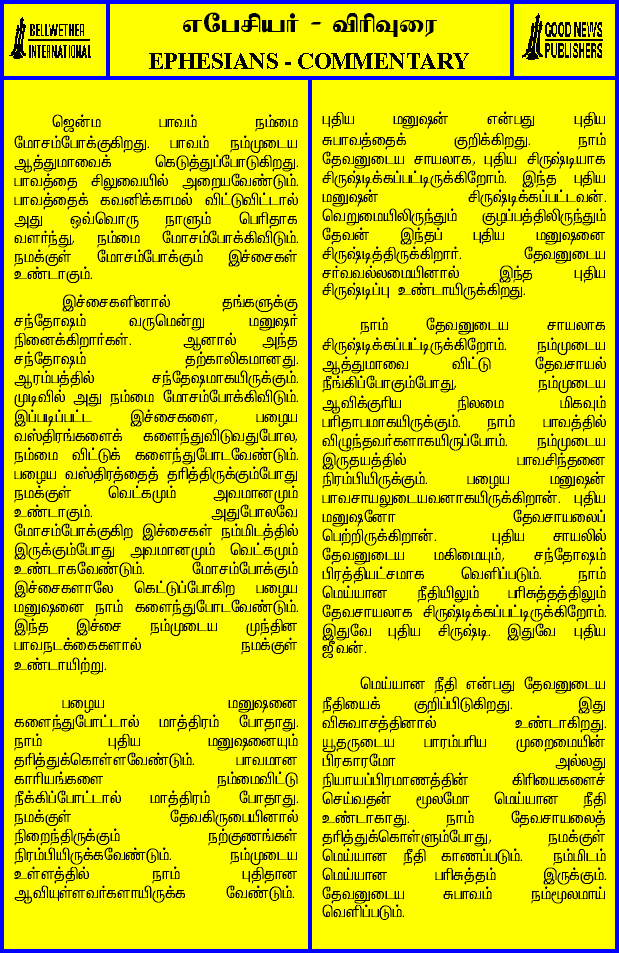 BELLWETHER
INTERNATIONAL
எபேசியர் - விரிவுரை
EPHESIANS - COMMENTARY
GOOD NEWS
PUBLISHERS
ஜென்ம பாவம் நம்மை
மோசம்போக்குகிறது. பாவம் நம்முடைய
ஆத்துமாவைக் கெடுத்துப்போடுகிறது.
பாவத்தை சிலுவையில் அறையவேண்டும்.
பாவத்தைக் கவனிக்காமல் விட்டுவிட்டால்
அது ஒவ்வொரு நாளும் பெரிதாக
வளர்ந்து, நம்மை மோசம்போக்கிவிடும்.
நமக்குள் மோசம்போக்கும் இச்சைகள்
உண்டாகும்.
இச்சைகளினால் தங்களுக்கு
சந்தோஷம் வருமென்று மனுஷர்
நினைக்கிறார்கள். ஆனால் அந்த
சந்தோஷம் தற்காலிகமானது.
ஆரம்பத்தில் சந்தேஷமாகயிருக்கும்.
முடிவில் அது நம்மை மோசம்போக்கிவிடும்.
இப்படிப்பட்ட இச்சைகளை, பழைய
வஸ்திரங்களைக் களைந்துவிடுவதுபோல,
நம்மை விட்டுக் களைந்துபோடவேண்டும்.
பழைய வஸ்திரத்தைத் தரித்திருக்கும்போது
நமக்குள் வெட்கமும் அவமானமும்
உண்டாகும். அதுபோலவே
மோசம்போக்குகிற இச்சைகள் நம்மிடத்தில்
இருக்கும்போது அவமானமும் வெட்கமும்
உண்டாகவேண்டும். மோசம்போக்கும்
இச்சைகளாலே கெட்டுப்போகிற பழைய
மனுஷனை நாம் களைந்துபோடவேண்டும்.
இந்த இச்சை நம்முடைய முந்தின
பாவநடக்கைகளால் நமக்குள்
உண்டாயிற்று.
பழைய மனுஷனை
களைந்துபோட்டால் மாத்திரம் போதாது.
நாம் புதிய மனுஷனையும்
தரித்துக்கொள்ளவேண்டும். பாவமான
காரியங்களை நம்மைவிட்டு
நீக்கிப்போட்டால் மாத்திரம் போதாது.
நமக்குள் தேவகிருபையினால்
நிறைந்திருக்கும் நற்குணங்கள்
நிரம்பியிருக்கவேண்டும். நம்முடைய
உள்ளத்தில் நாம் புதிதான
ஆவியுள்ளவர்களாயிருக்க வேண்டும்.
புதிய மனுஷன் என்பது புதிய
சுபாவத்தைக் குறிக்கிறது. நாம்
தேவனுடைய சாயலாக, புதிய சிருஷ்டியாக
சிருஷ்டிக்கப்பட்டிருக்கிறோம். இந்த புதிய
மனுஷன் சிருஷ்டிக்கப்பட்டவன்.
வெறுமையிலிருந்தும் குழப்பத்திலிருந்தும்
தேவன் இந்தப் புதிய மனுஷனை
சிருஷ்டித்திருக்கிறார். தேவனுடைய
சர்வவல்லமையினால் இந்த புதிய
சிருஷ்டிப்பு உண்டாயிருக்கிறது.
நாம் தேவனுடைய சாயலாக
சிருஷ்டிக்கப்பட்டிருக்கிறோம். நம்முடைய
ஆத்துமாவை விட்டு தேவசாயல்
நீங்கிப்போகும்போது, நம்முடைய
ஆவிக்குரிய நிலமை மிகவும்
பரிதாபமாகயிருக்கும். நாம் பாவத்தில்
விழுந்தவர்களாகயிருப்போம். நம்முடைய
இருதயத்தில் பாவசிந்தனை
நிரம்பியிருக்கும். பழைய மனுஷன்
பாவசாயலுடையவனாகயிருக்கிறான். புதிய
மனுஷனோ தேவசாயலைப்
பெற்றிருக்கிறான். புதிய சாயலில்
தேவனுடைய மகிமையும், சந்தோஷம்
பிரத்தியட்சமாக வெளிப்படும். நாம்
மெய்யான நீதியிலும் பரிசுத்தத்திலும்
தேவசாயலாக சிருஷ்டிக்கப்பட்டிருக்கிறோம்.
இதுவே புதிய சிருஷ்டி. இதுவே புதிய
ஜீவன்.
மெய்யான நீதி என்பது தேவனுடைய
நீதியைக் குறிப்பிடுகிறது. இது
விசுவாசத்தினால் உண்டாகிறது.
யூதருடைய பாரம்பரிய முறைமையின்
பிரகாரமோ அல்லது
நியாயப்பிரமாணத்தின் கிரியைகளைச்
செய்வதன் மூலமோ மெய்யான நீதி
உண்டாகாது. நாம் தேவசாயலைத்
தரித்துக்கொள்ளும்போது, நமக்குள்
மெய்யான நீதி காணப்படும். நம்மிடம்
மெய்யான பரிசுத்தம் இருக்கும்.
தேவனுடைய சுபாவம் நம்மூலமாய்
வெளிப்படும்.